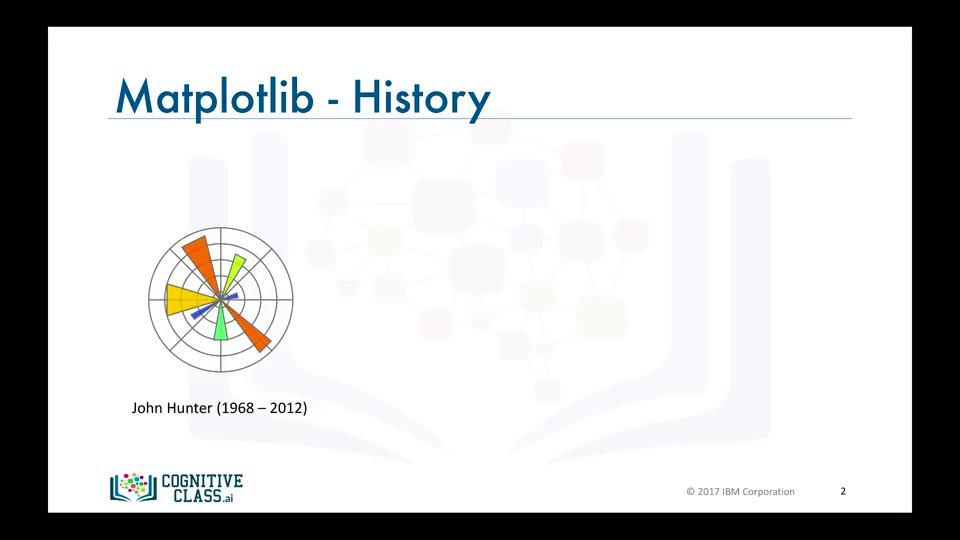 Matplotlib - History
John Hunter (1968 – 2012)
COGNITIVE
CLASS.ai
© 2017 IBM Corporation
2